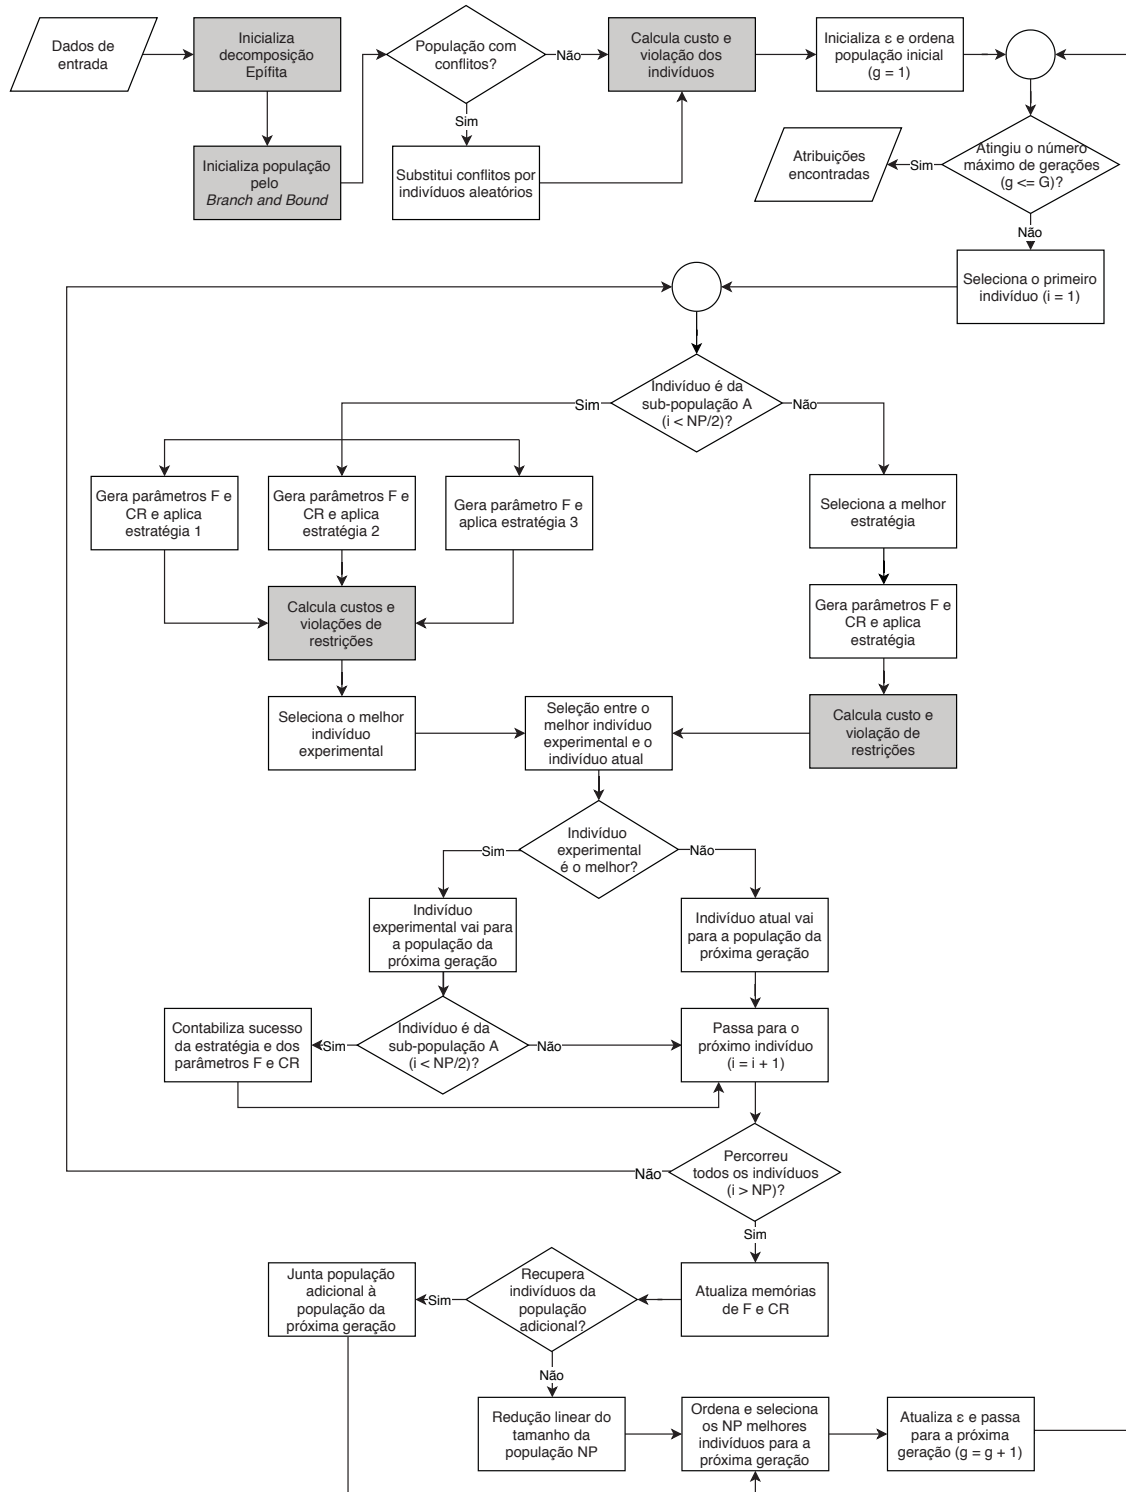 Dados de
entrada
Inicializa
decomposição
Epífita
População com
conflitos?
Não
Calcula custo e
violação dos
indivíduos
Inicializa ε e ordena
população inicial
(g = 1)
Sim
Inicializa população
pelo
Branch and Bound
Substitui conflitos por
indivíduos aleatórios
Atribuições
encontradas
Sim
Atingiu o número
máximo de gerações
(g <= G)?
Não
Seleciona o primeiro
indivíduo (i = 1)
Indivíduo é da
sub-população A
(i < NP/2)?
Sim
Não
Gera parâmetros F e
CR e aplica
estratégia 1
Gera parâmetros F e
CR e aplica
estratégia 2
Gera parâmetro F e
aplica estratégia 3
Seleciona a melhor
estratégia
Calcula custos e
violações de
restrições
Gera parâmetros F e
CR e aplica
estratégia
Seleciona o melhor
indivíduo
experimental
Seleção entre o
melhor indivíduo
experimental e o
indivíduo atual
Calcula custo e
violação de
restrições
Indivíduo
experimental
é o melhor?
Sim
Não
Indivíduo
experimental vai para
a população da
próxima geração
Indivíduo atual vai
para a população da
próxima geração
Contabiliza sucesso
da estratégia e dos
parâmetros F e CR
Sim
Indivíduo é da
sub-população A
(i < NP/2)?
Não
Passa para o
próximo indivíduo
(i = i + 1)
Não
Percorreu
todos os indivíduos
(i > NP)?
Sim
Junta população
adicional à
população da
próxima geração
Sim
Recupera
indivíduos da
população
adicional?
Atualiza memórias
de F e CR
Não
Redução linear do
tamanho da
população NP
Ordena e seleciona
os NP melhores
indivíduos para a
próxima geração
Atualiza ε e passa
para a próxima
geração (g = g + 1)